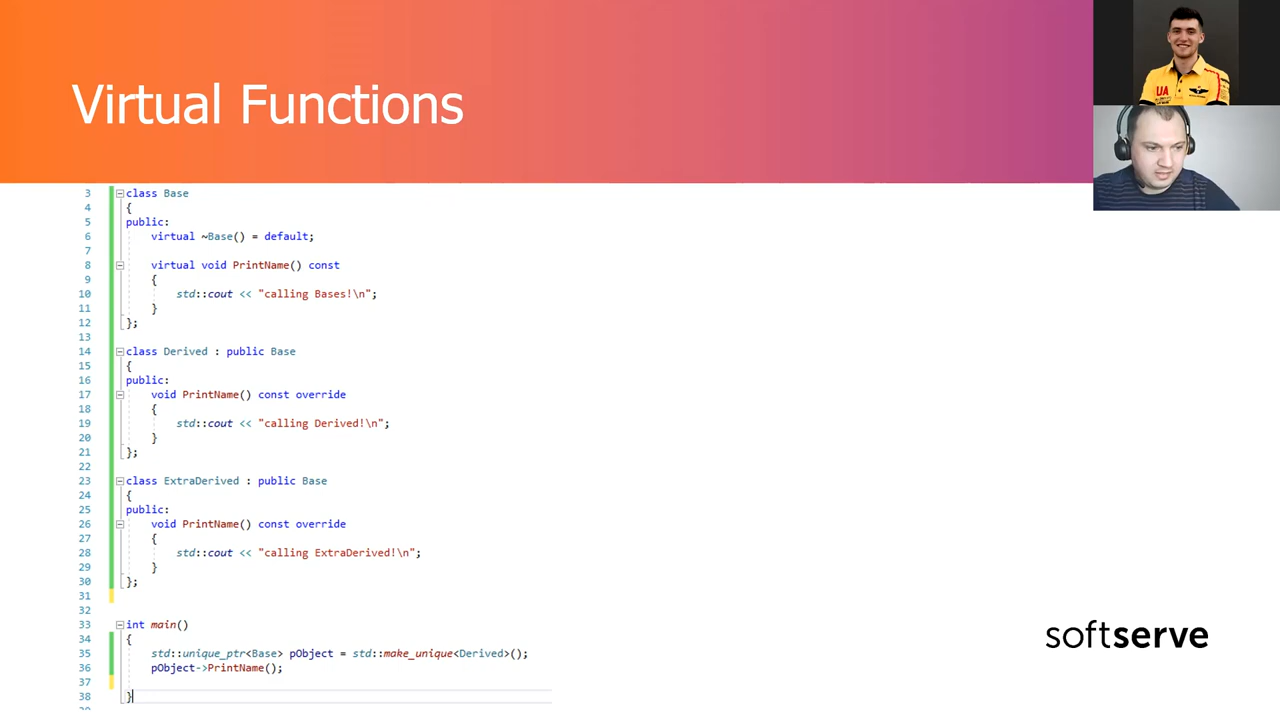 Virtual Functions
UA
3 class Base
4 {
5 public:
6 virtual ~Base() = default;
7
8 virtual void PrintName() const
9 {
10 std::cout << "calling Bases!\n";
11 }
12 };
13
14 class Derived : public Base
15 {
16 public:
17 void PrintName() const override
18 {
19 std::cout << "calling Derived!\n";
20 }
21 };
22
23 class ExtraDerived : public Base
24 {
25 public:
26 void PrintName() const override
27 {
28 std::cout << "calling ExtraDerived!\n";
29 }
30 };
31
32
33 int main()
34 {
35 std::unique_ptr<Base> pObject = std::make_unique<Derived>();
36 pObject->PrintName();
37
38 }
softserve